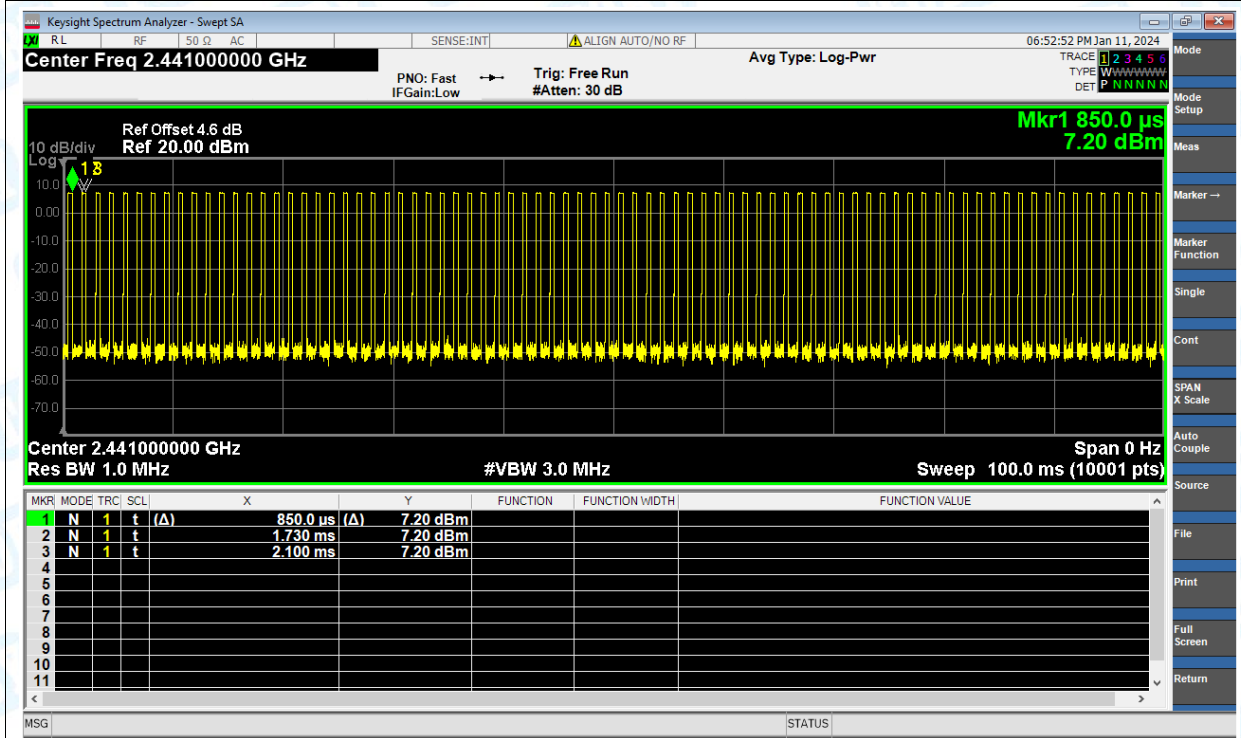 Keysight Spectrum Analyzer - Swept SA
LXI RL RF 50 Ω AC SENSE:INT ALIGN AUTO/NO RF 06:52:52 PM Jan 11, 2024
Center Freq 2.441000000 GHz
PNO: Fast
IFGain:Low
Trig: Free Run
#Atten: 30 dB
Avg Type: Log-Pwr
TRACE 1 2 3 4 5 6
TYPE WWWWWW
DET P N N N N N
Ref Offset 4.6 dB
Ref 20.00 dBm
10 dB/div
Log
Mkr1 850.0 µs
7.20 dBm
1 3
10.0
0.00
-10.0
-20.0
-30.0
-40.0
-50.0
-60.0
-70.0
Center 2.441000000 GHz Span 0 Hz
Res BW 1.0 MHz #VBW 3.0 MHz Sweep 100.0 ms (10001 pts)
MKR MODE TRC SCL X Y FUNCTION FUNCTION WIDTH FUNCTION VALUE
1 N 1 t (Δ) 850.0 µs (Δ) 7.20 dBm
2 N 1 t 1.730 ms 7.20 dBm
3 N 1 t 2.100 ms 7.20 dBm
4
5
6
7
8
9
10
11
MSG STATUS
Mode
Mode
Setup
Meas
Marker →
Marker
Function
Single
Cont
SPAN
X Scale
Auto
Couple
Source
File
Print
Full
Screen
Return